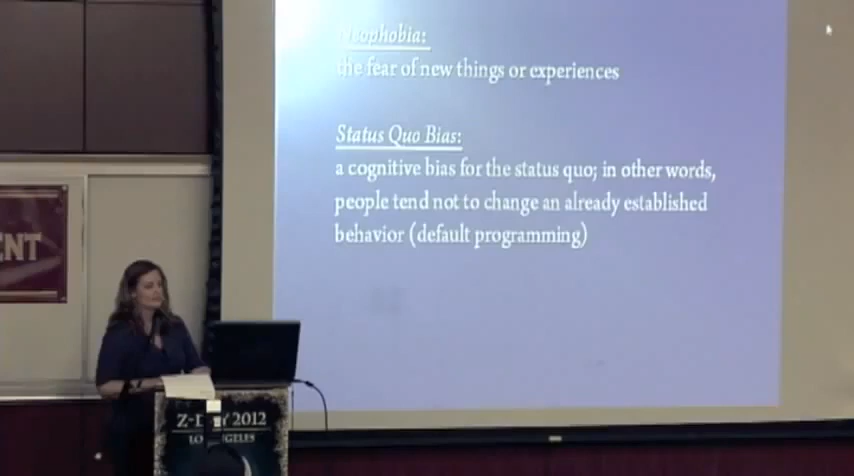 Neophobia:
the fear of new things or experiences
Status Quo Bias:
a cognitive bias for the status quo; in other words,
people tend not to change an already established
behavior (default programming)
ENT
Z-DAY 2012
LOS ANGELES